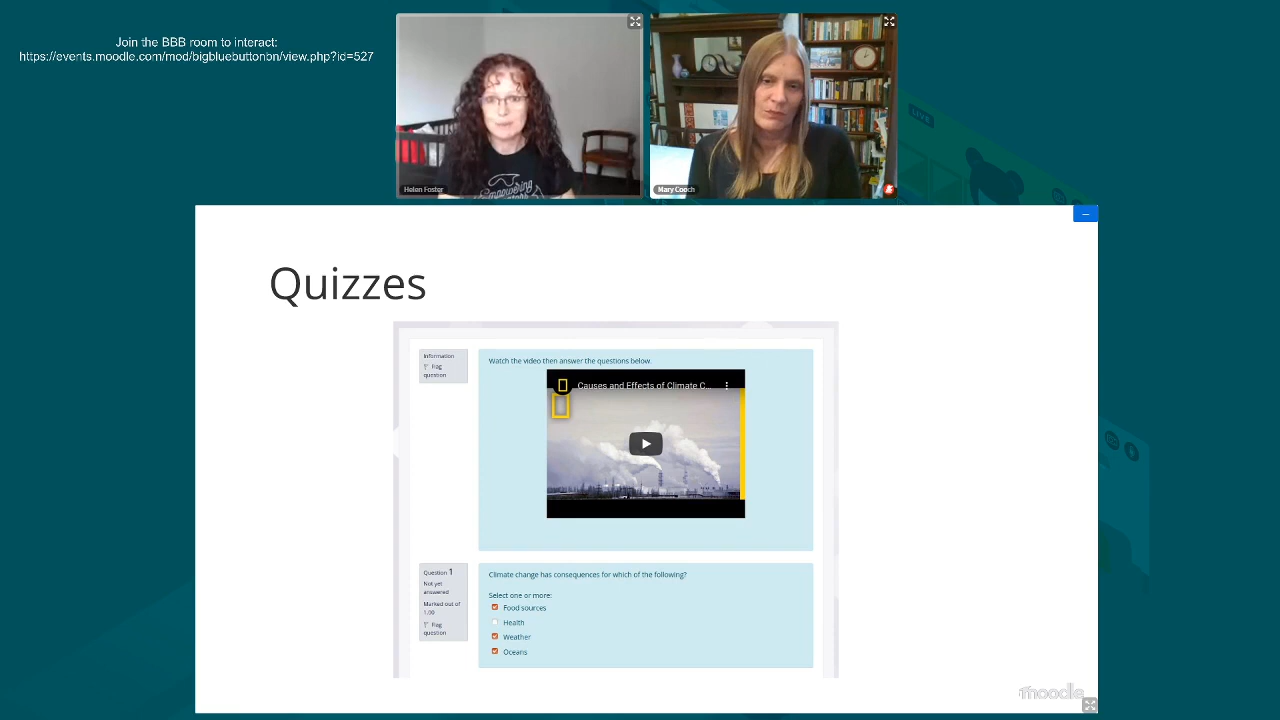 Join the BBB room to interact:
https://events.moodle.com/mod/bigbluebuttonbn/view.php?id=527
LIVE
Empowering
Helen Foster
Mary Cooch
Quizzes
Information
Flag
question
Watch the video then answer the questions below.
Causes and Effects of Climate C...
Question 1
Not yet
answered
Marked out of
1.00
Flag
question
Climate change has consequences for which of the following?
Select one or more:
Food sources
Health
Weather
Oceans
moodle